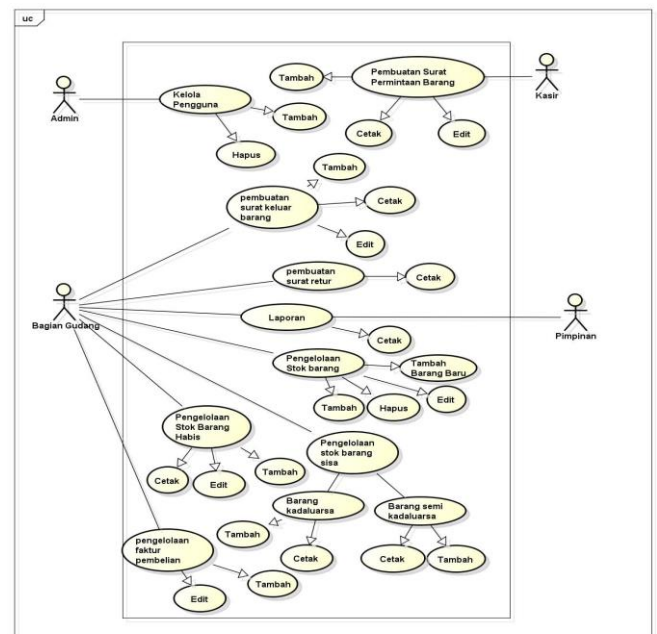 uc
Pembuatan Surat
Permintaan Barang
Tambah
Kasir
Kelola
Pengguna
Admin
Tambah
Cetak
Edit
Hapus
Tambah
pembuatan
surat keluar
barang
Cetak
Edit
pembuatan
surat retur
Cetak
Bagian Gudang
Laporan
Pimpinan
Cetak
Pengelolaan
Stok barang
Tambah
Barang Baru
Tambah
Hapus
Edit
Pengelolaan
Stok Barang
Habis
Pengelolaan
stok barang
sisa
Cetak
Edit
Tambah
Barang
kadaluarsa
Barang semi
kadaluarsa
Tambah
pengelolaan
faktur
pembelian
Cetak
Cetak
Tambah
Edit
Tambah